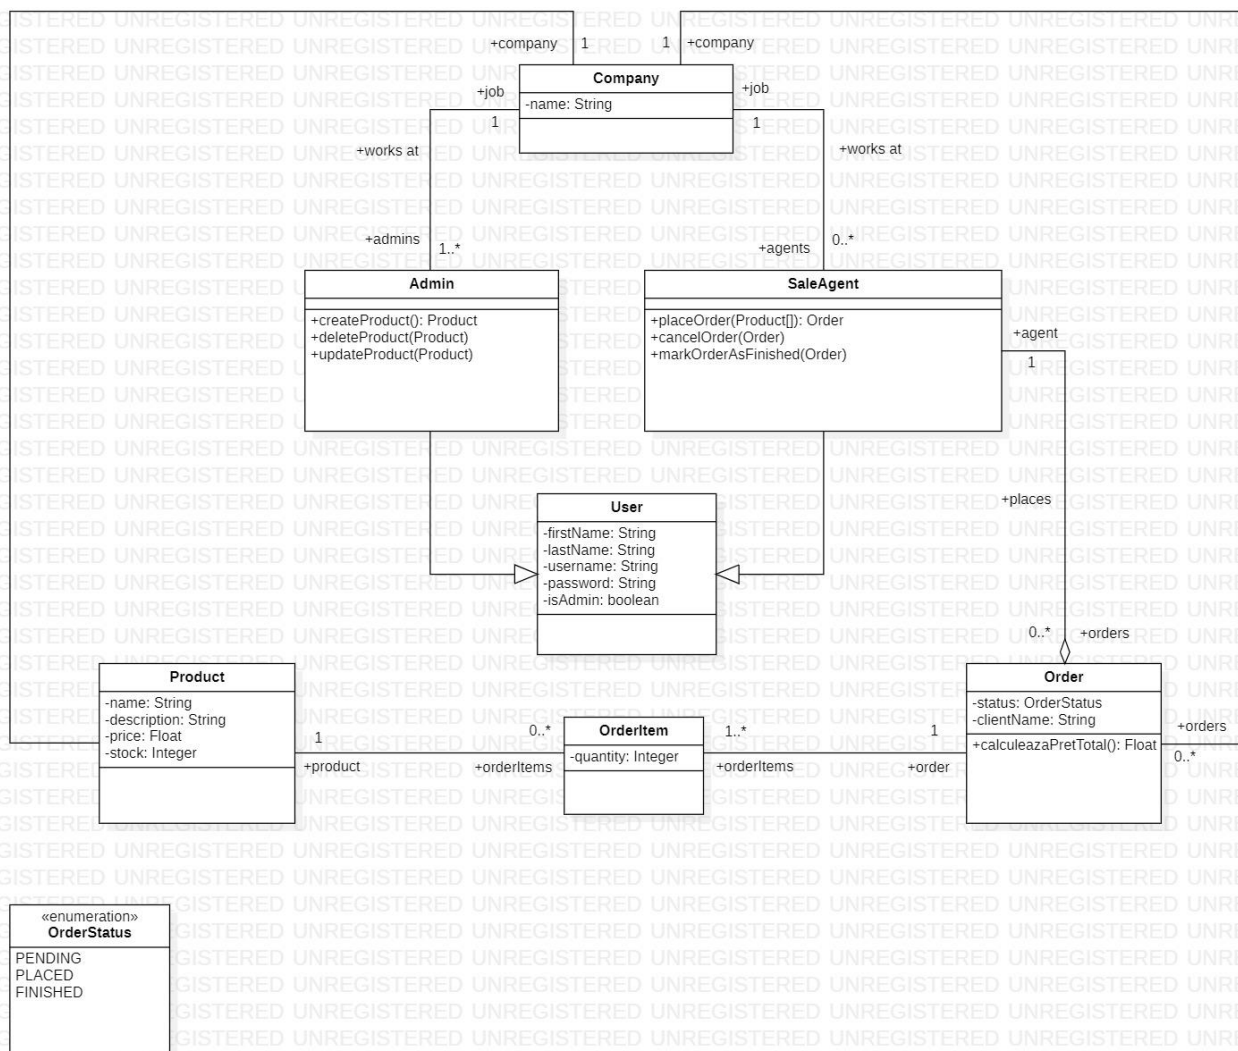 +company
1
1
+company
Company
-name: String
+job
1
+job
1
+works at
+works at
+admins
1..*
+agents
0..*
Admin
+createProduct(): Product
+deleteProduct(Product)
+updateProduct(Product)
SaleAgent
+placeOrder(Product[]): Order
+cancelOrder(Order)
+markOrderAsFinished(Order)
+agent
1
+places
0..*
+orders
User
-firstName: String
-lastName: String
-username: String
-password: String
-isAdmin: boolean
Product
-name: String
-description: String
-price: Float
-stock: Integer
1
+product
0..*
+orderItems
OrderItem
-quantity: Integer
1..*
+orderItems
1
+order
Order
-status: OrderStatus
-clientName: String
+calculeazaPretTotal(): Float
+orders
0..*
«enumeration»
OrderStatus
PENDING
PLACED
FINISHED
UNREGISTERED